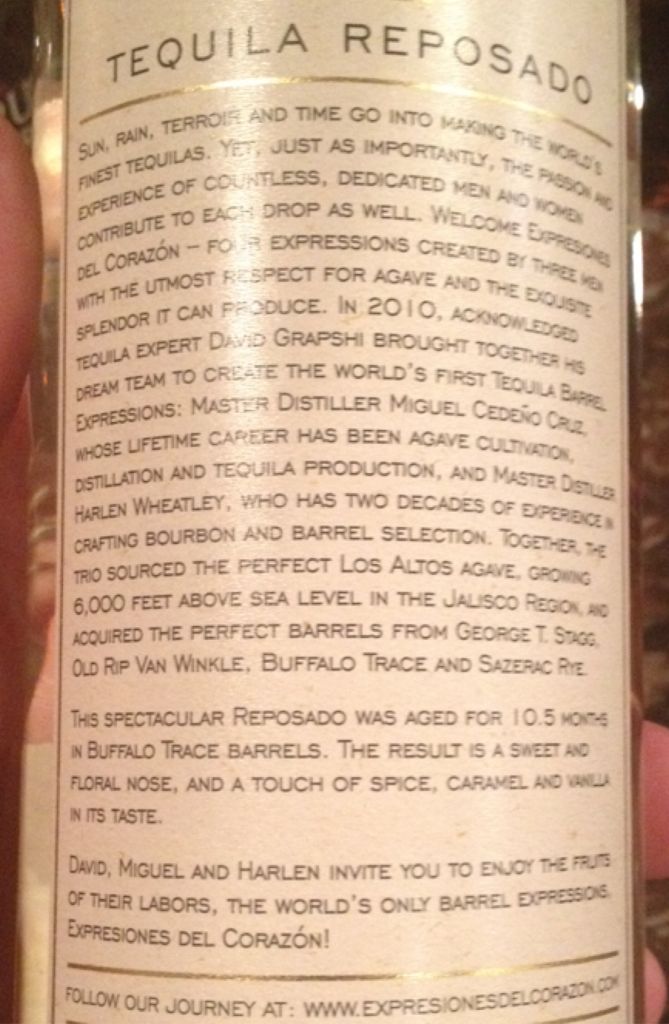 TEQUILA REPOSADO
SUN, RAIN, TERROIR AND TIME GO INTO MAKING THE WORLD'S
FINEST TEQUILAS. YET, JUST AS IMPORTANTLY, THE PASSION AND
EXPERIENCE OF COUNTLESS, DEDICATED MEN AND WOMEN
CONTRIBUTE TO EACH DROP AS WELL. WELCOME EXPRESIONES
DEL CORAZÓN – FOUR EXPRESSIONS CREATED BY THREE MEN
WITH THE UTMOST RESPECT FOR AGAVE AND THE EXQUISITE
SPLENDOR IT CAN PRODUCE. IN 2010, ACKNOWLEDGED
TEQUILA EXPERT DAVID GRAPSHI BROUGHT TOGETHER HIS
DREAM TEAM TO CREATE THE WORLD'S FIRST TEQUILA BARREL
EXPRESSIONS: MASTER DISTILLER MIGUEL CEDEÑO CRUZ,
WHOSE LIFETIME CAREER HAS BEEN AGAVE CULTIVATION,
DISTILLATION AND TEQUILA PRODUCTION, AND MASTER DISTILLER
HARLEN WHEATLEY, WHO HAS TWO DECADES OF EXPERIENCE IN
CRAFTING BOURBON AND BARREL SELECTION. TOGETHER, THE
TRIO SOURCED THE PERFECT LOS ALTOS AGAVE, GROWING
6,000 FEET ABOVE SEA LEVEL IN THE JALISCO REGION, AND
ACQUIRED THE PERFECT BARRELS FROM GEORGE T. STAGG,
OLD RIP VAN WINKLE, BUFFALO TRACE AND SAZERAC RYE.
THIS SPECTACULAR REPOSADO WAS AGED FOR 10.5 MONTHS
IN BUFFALO TRACE BARRELS. THE RESULT IS A SWEET AND
FLORAL NOSE, AND A TOUCH OF SPICE, CARAMEL AND VANILLA
IN ITS TASTE.
DAVID, MIGUEL AND HARLEN INVITE YOU TO ENJOY THE FRUITS
OF THEIR LABORS, THE WORLD'S ONLY BARREL EXPRESSIONS,
EXPRESIONES DEL CORAZÓN!
FOLLOW OUR JOURNEY AT: WWW.EXPRESIONESDELCORAZON.COM